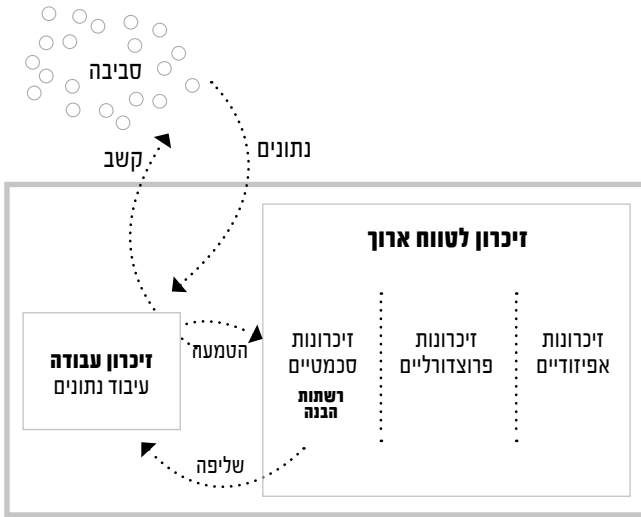 סביבה
נתונים
קשב
זיכרון לטווח ארוך
זיכרונות
אפיזודיים
זיכרונות
פרוצדורליים
זיכרונות
סכמטיים
רשתות
הבנה
הטמעה
זיכרון עבודה
עיבוד נתונים
שליפה